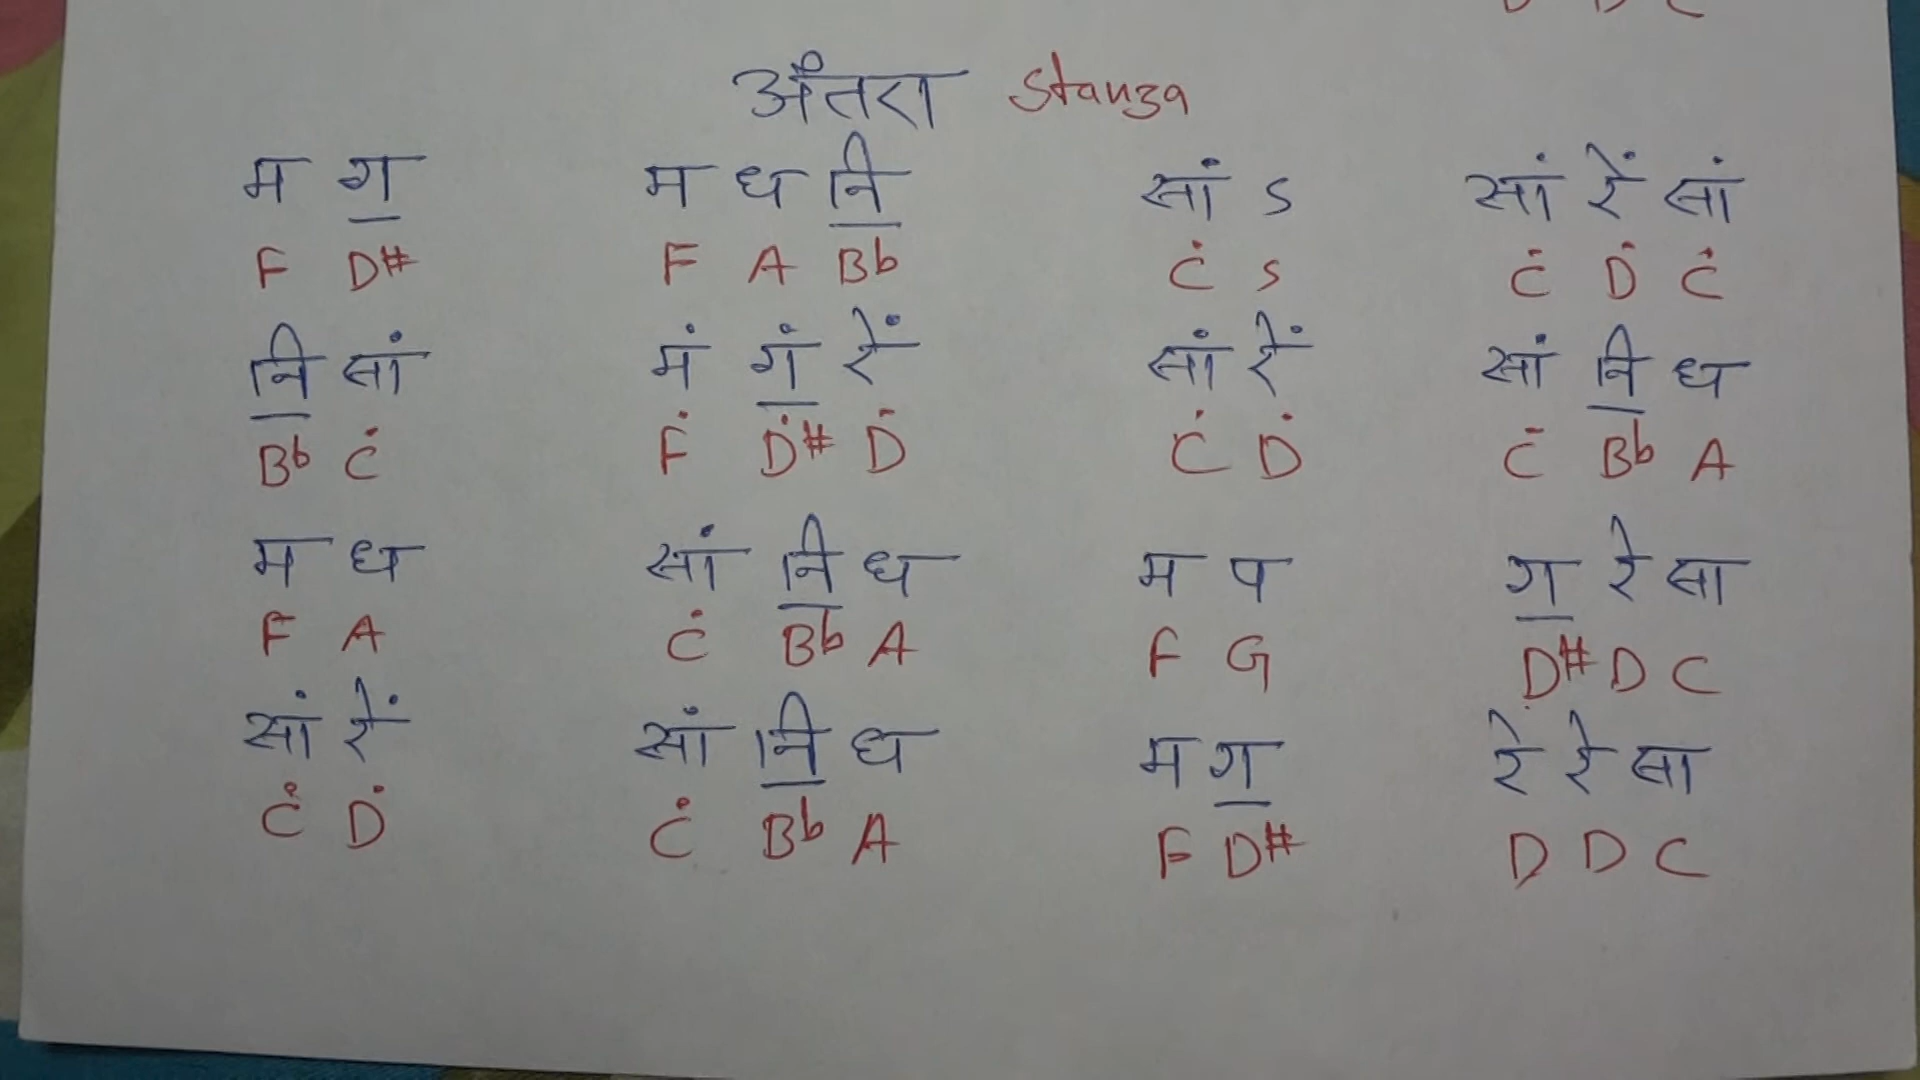 D D C
अंतरा Stanza
म ग॒ म ध नि॒ सां ऽ सां रें सां
F D# F A Bb Ċ S Ċ Ḋ Ċ
नि॒ सां मं गं॒ रें सां रें सां नि॒ ध
Bb Ċ Ḟ Ḋ# Ḋ Ċ Ḋ Ċ Bb A
म ध सां नि॒ ध म प ग॒ रे सा
F A Ċ Bb A F G D# D C
सां रें सां नि॒ ध म ग॒ रे रे सा
Ċ Ḋ Ċ Bb A F D# D D C